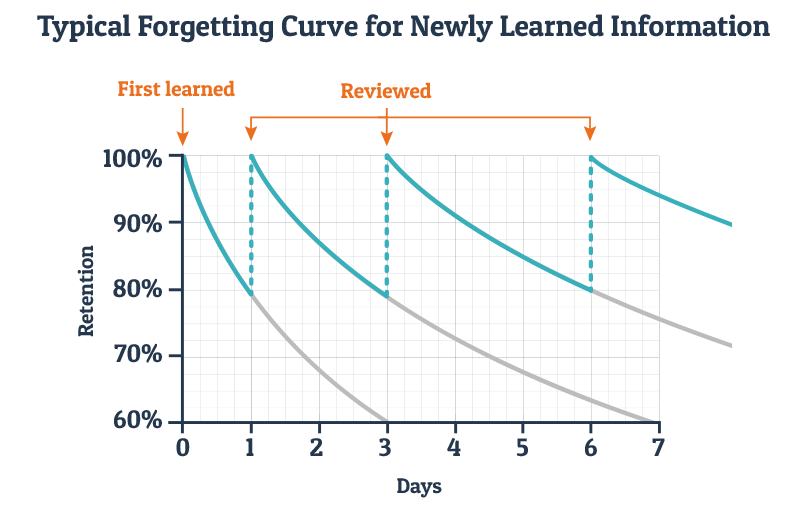 Typical Forgetting Curve for Newly Learned Information
First learned
Reviewed
100%
90%
80%
70%
60%
Retention
0 1 2 3 4 5 6 7
Days